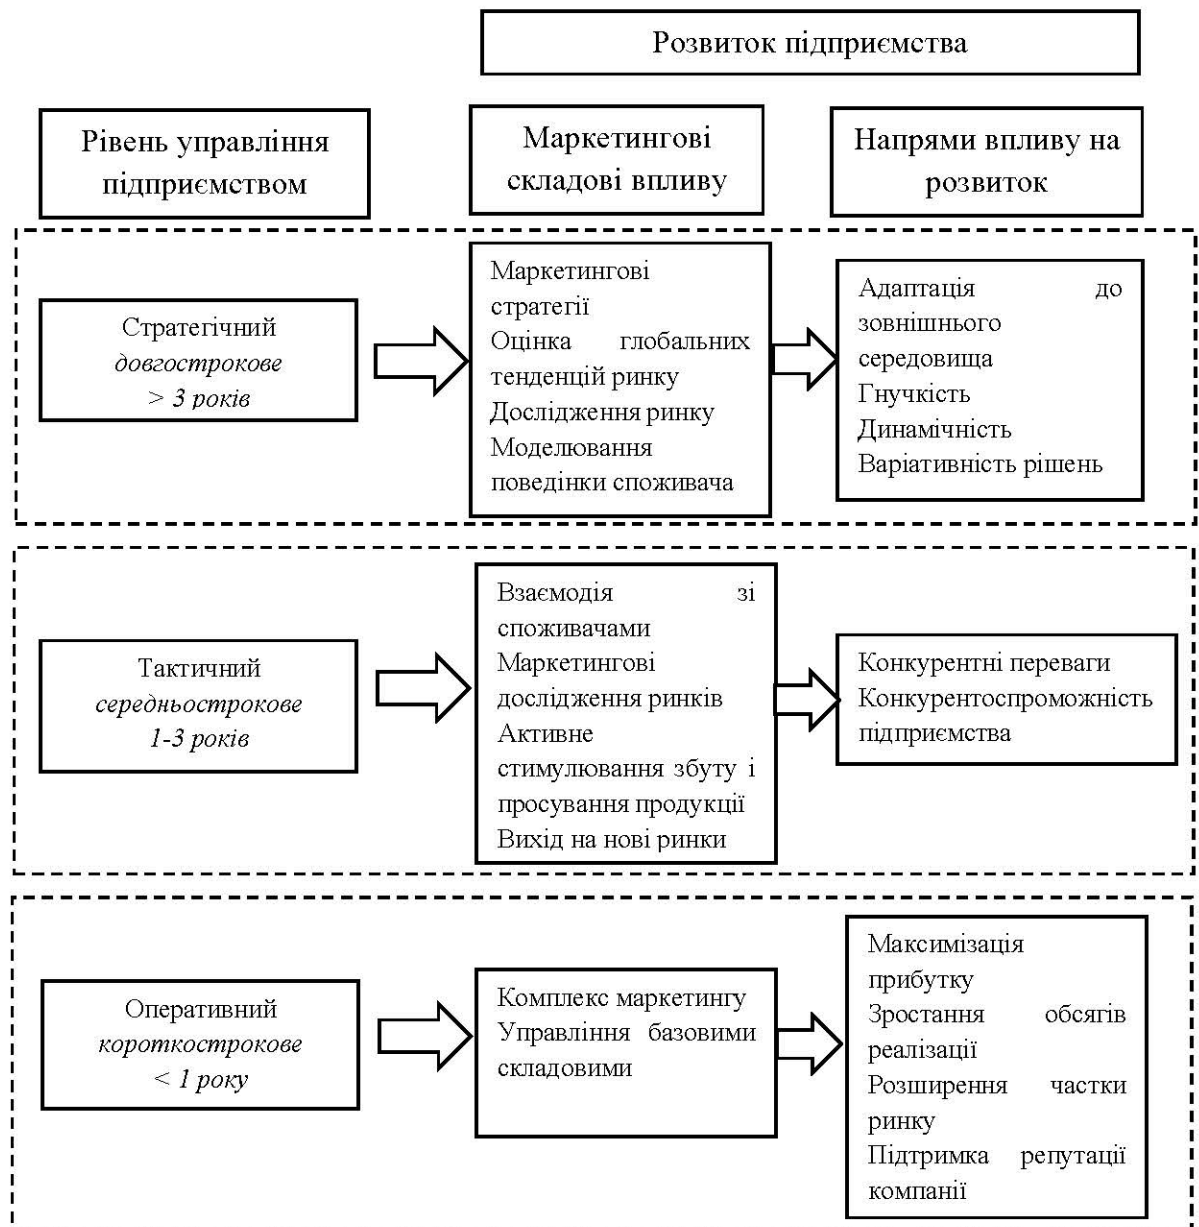 Розвиток підприємства
Рівень управління
підприємством
Маркетингові
складові впливу
Напрями впливу на
розвиток
Стратегічний
довгострокове
> 3 років
Маркетингові
стратегії
Оцінка глобальних
тенденцій ринку
Дослідження ринку
Моделювання
поведінки споживача
Адаптація до
зовнішнього
середовища
Гнучкість
Динамічність
Варіативність рішень
Тактичний
середньострокове
1-3 років
Взаємодія зі
споживачами
Маркетингові
дослідження ринків
Активне
стимулювання збуту і
просування продукції
Вихід на нові ринки
Конкурентні переваги
Конкурентоспроможність
підприємства
Оперативний
короткострокове
< 1 року
Комплекс маркетингу
Управління базовими
складовими
Максимізація
прибутку
Зростання обсягів
реалізації
Розширення частки
ринку
Підтримка репутації
компанії